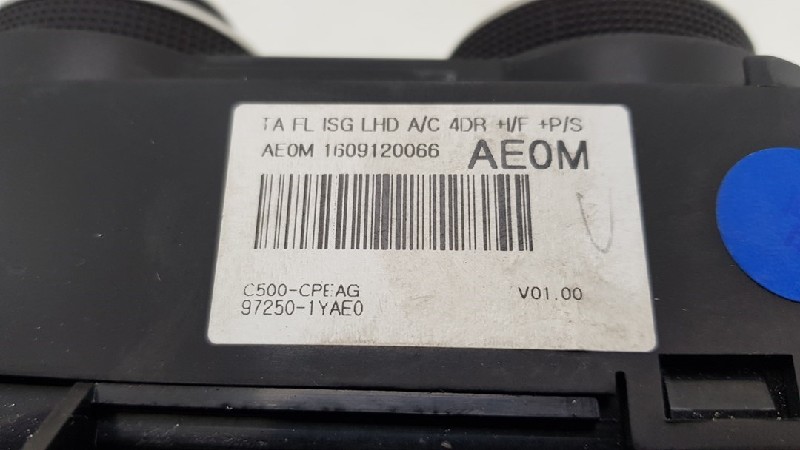 TA FL ISG LHD A/C 4DR +I/F +P/S
AE0M 1609120066 AE0M
C500-CPEAG
V01.00
97250-1YAE0